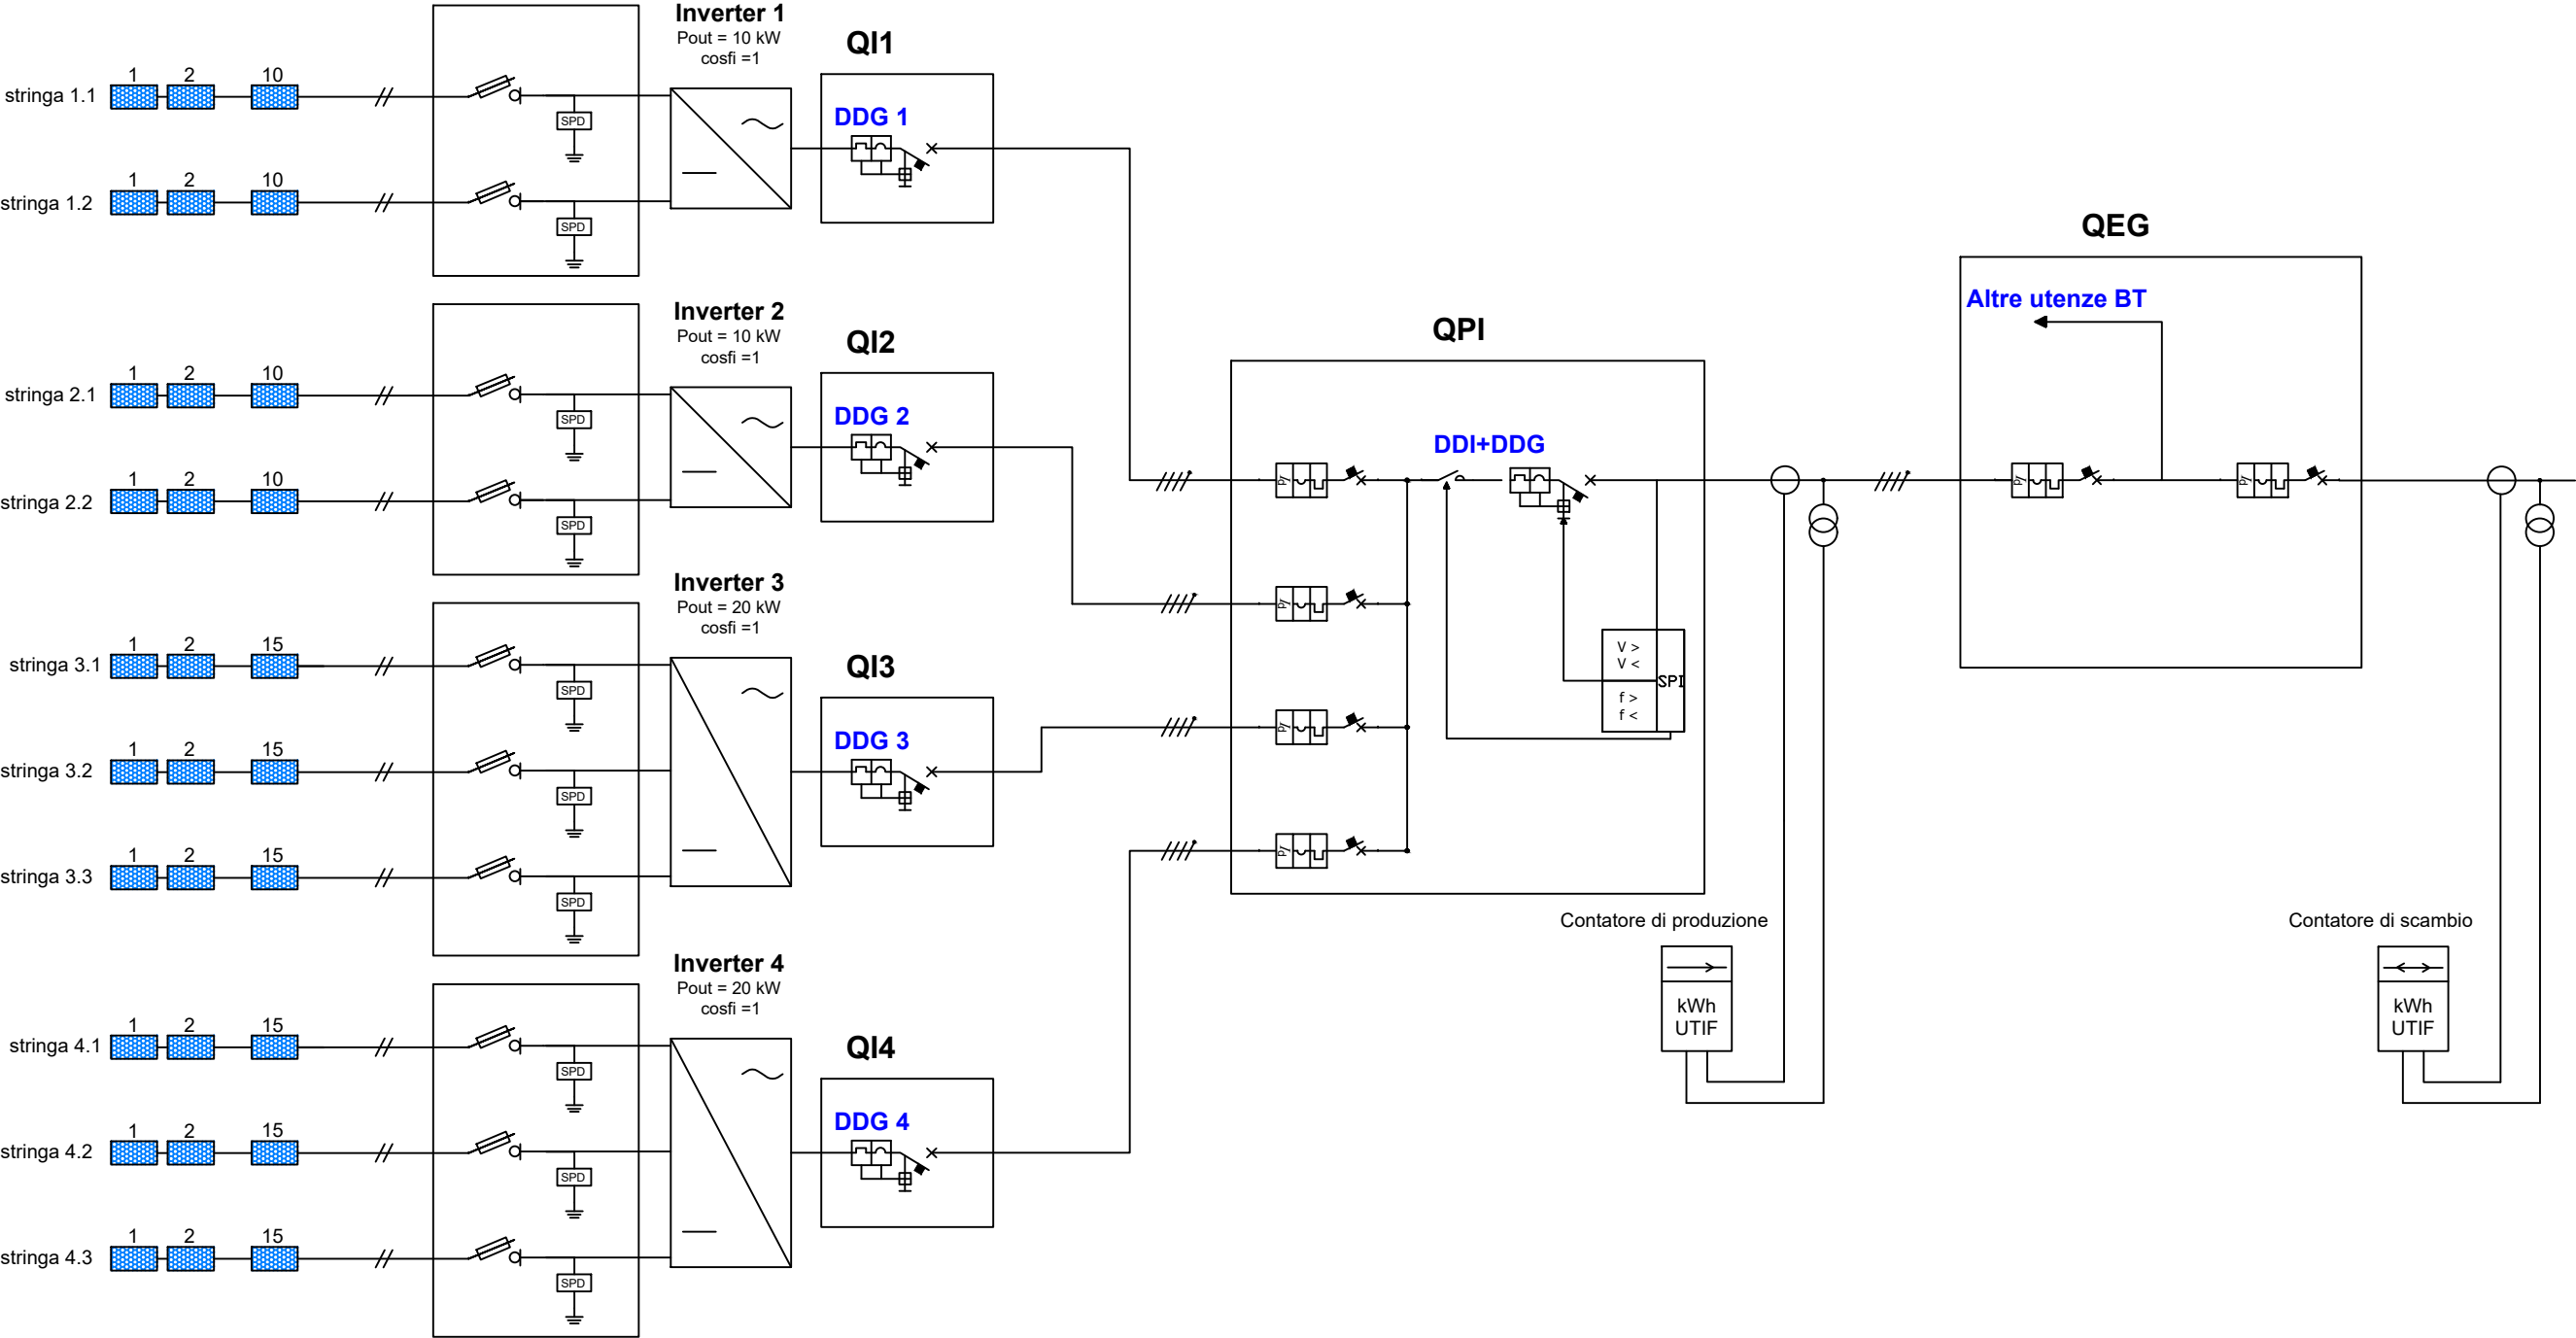 Inverter 1
Pout = 10 kW
cosfi =1
QI1
DDG 1
1 2 10
stringa 1.1
SPD
1 2 10
stringa 1.2
SPD
Inverter 2
Pout = 10 kW
cosfi =1
QI2
DDG 2
1 2 10
stringa 2.1
SPD
1 2 10
stringa 2.2
SPD
Inverter 3
Pout = 20 kW
cosfi =1
QI3
DDG 3
1 2 15
stringa 3.1
SPD
1 2 15
stringa 3.2
SPD
1 2 15
stringa 3.3
SPD
Inverter 4
Pout = 20 kW
cosfi =1
QI4
DDG 4
1 2 15
stringa 4.1
SPD
1 2 15
stringa 4.2
SPD
1 2 15
stringa 4.3
SPD
QPI
DDI+DDG
V >
V <
f >
f <
SPI
Contatore di produzione
kWh
UTIF
QEG
Altre utenze BT
Contatore di scambio
kWh
UTIF